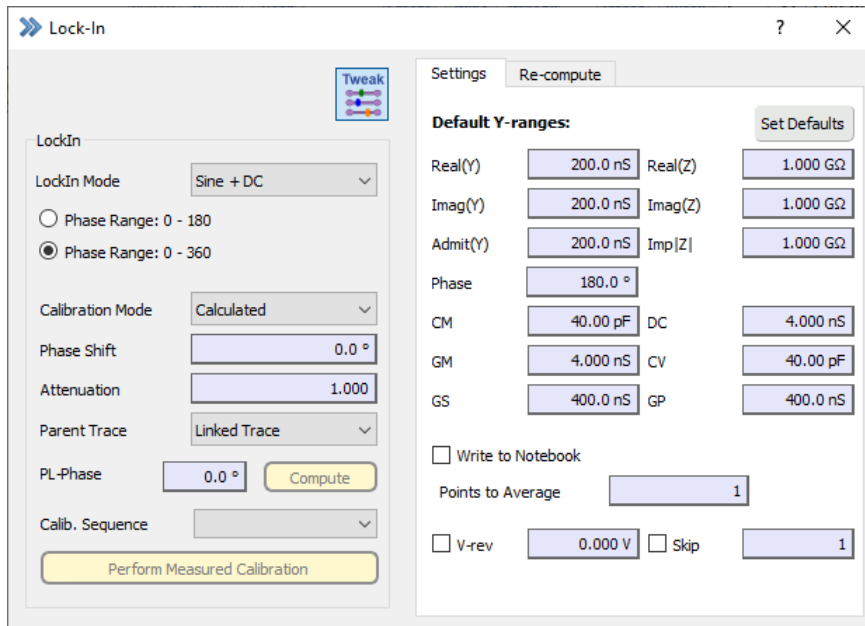 Lock-In
?
Tweak
LockIn
LockIn Mode Sine + DC
Phase Range: 0 - 180
Phase Range: 0 - 360
Calibration Mode Calculated
Phase Shift 0.0 °
Attenuation 1.000
Parent Trace Linked Trace
PL-Phase 0.0 ° Compute
Calib. Sequence
Perform Measured Calibration
Settings Re-compute
Default Y-ranges: Set Defaults
Real(Y) 200.0 nS Real(Z) 1.000 GΩ
Imag(Y) 200.0 nS Imag(Z) 1.000 GΩ
Admit(Y) 200.0 nS Imp|Z| 1.000 GΩ
Phase 180.0 °
CM 40.00 pF DC 4.000 nS
GM 4.000 nS CV 40.00 pF
GS 400.0 nS GP 400.0 nS
Write to Notebook
Points to Average 1
V-rev 0.000 V Skip 1